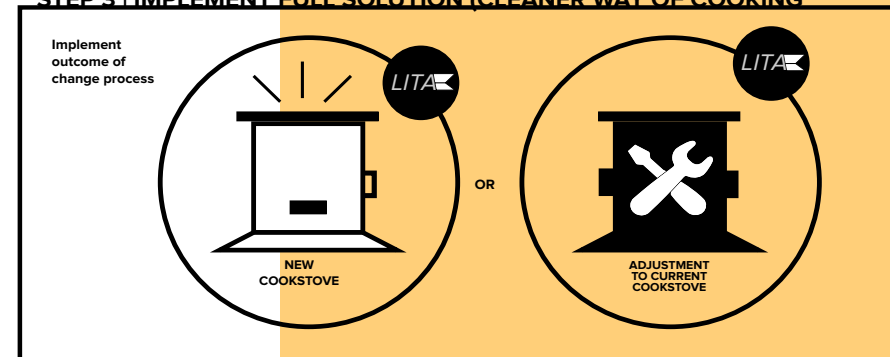 STEP 3 | IMPLEMENT FULL SOLUTION (CLEANER WAY OF COOKING
Implement
outcome of
change process
LITA
LITA
OR
NEW
COOKSTOVE
ADJUSTMENT
TO CURRENT
COOKSTOVE